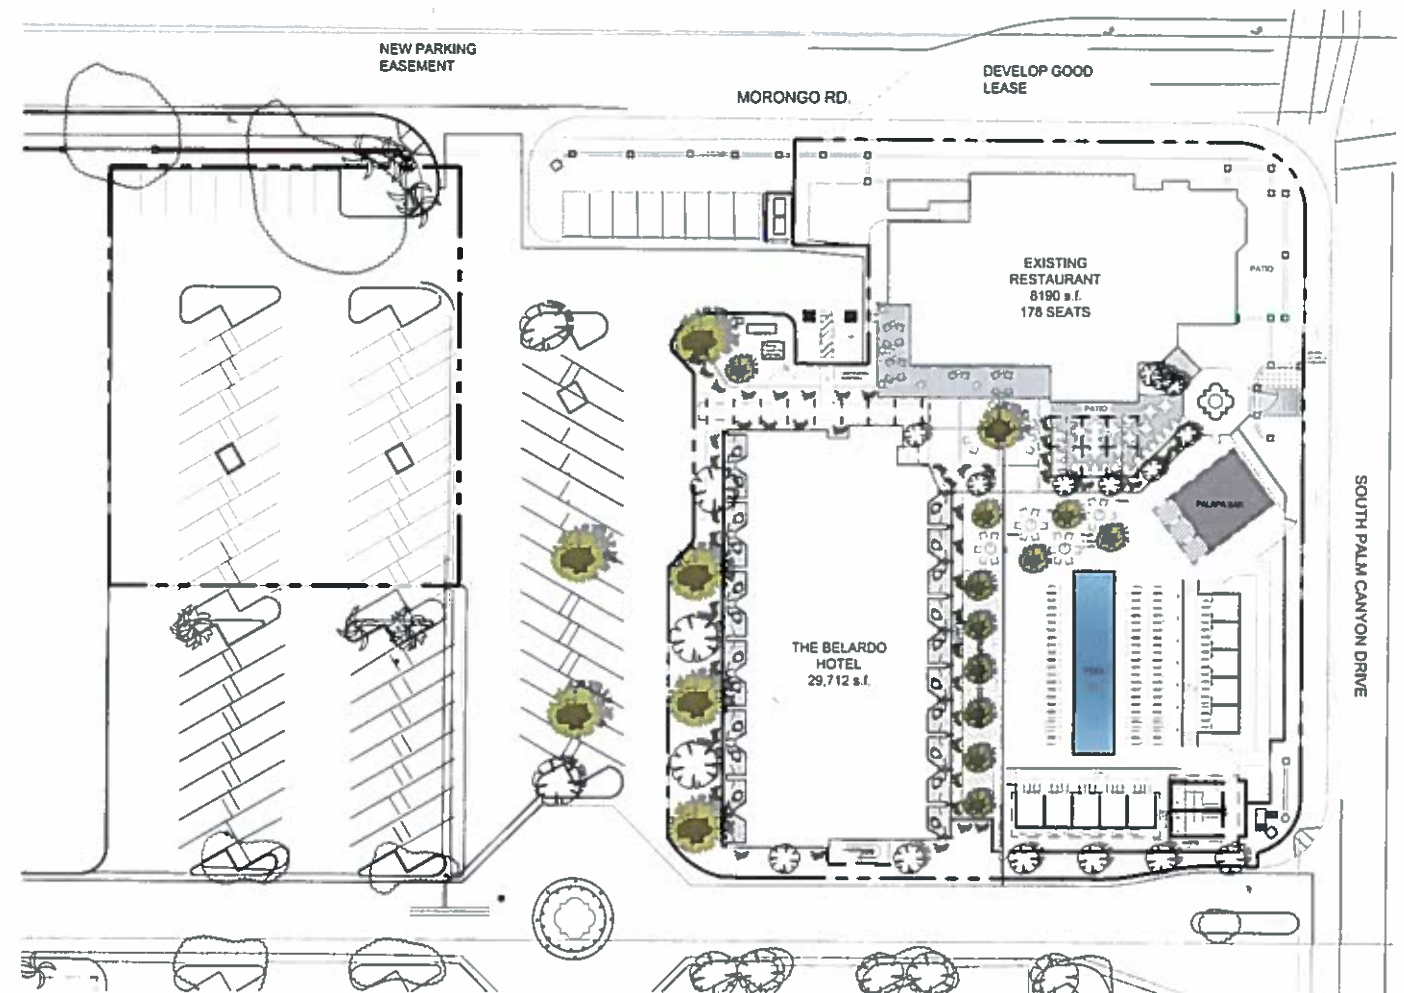 NEW PARKING
EASEMENT
DEVELOP GOOD
LEASE
MORONGO RD.
EXISTING
RESTAURANT
8190 s.f.
178 SEATS
PATIO
PATIO
PALAPA BAR
THE BELARDO
HOTEL
29,712 s.f.
POOL
SOUTH PALM CANYON DRIVE